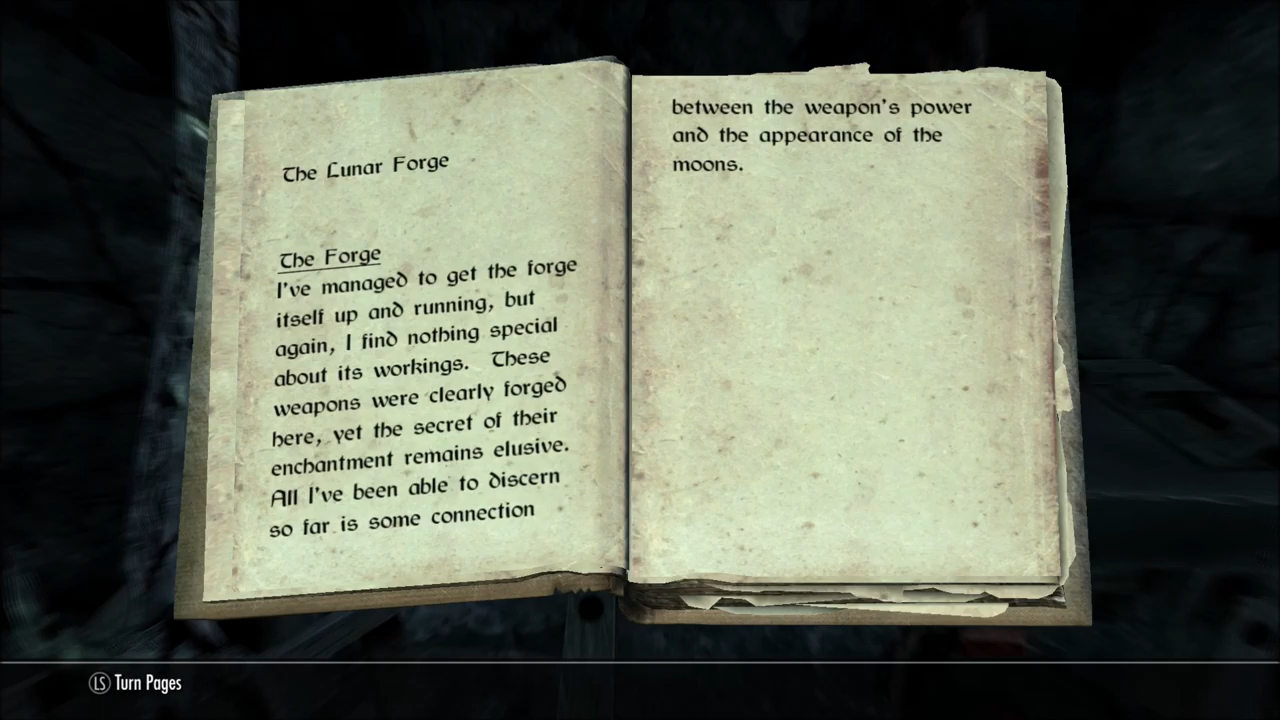 The Lunar Forge
The Forge
I've managed to get the forge
itself up and running, but
again, I find nothing special
about its workings.  These
weapons were clearly forged
here, yet the secret of their
enchantment remains elusive.
All I've been able to discern
so far is some connection
between the weapon's power
and the appearance of the
moons.
LS Turn Pages